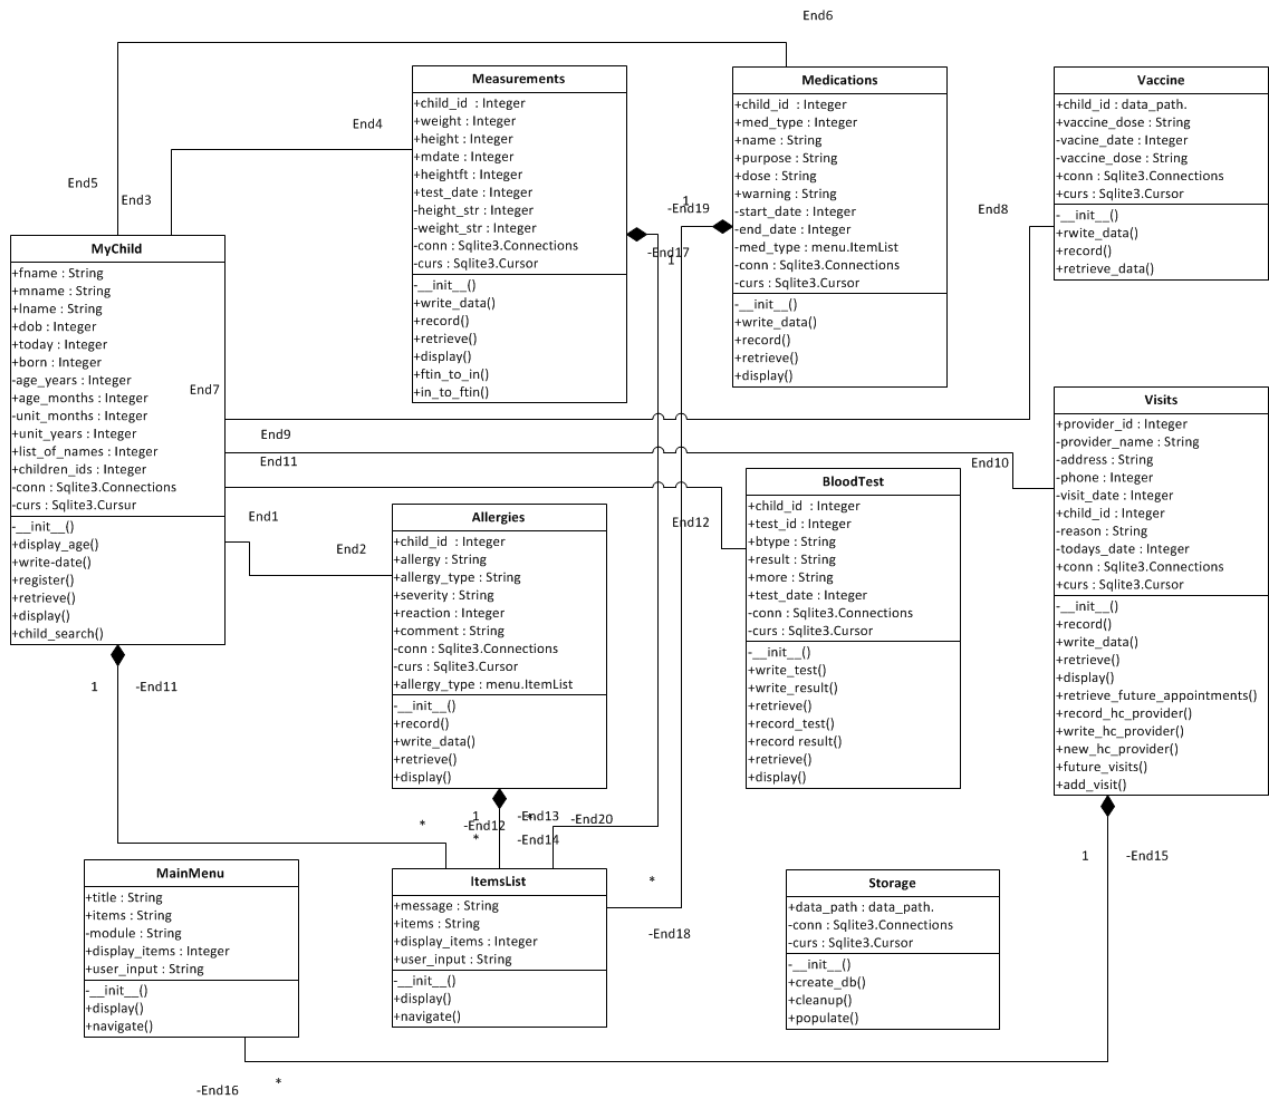 End6
Measurements
+child_id : Integer
+weight : Integer
+height : Integer
+mdate : Integer
+heightft : Integer
+test_date : Integer
-height_str : Integer
-weight_str : Integer
-conn : Sqlite3.Connections
-curs : Sqlite3.Cursor
-__init__()
+write_data()
+record()
+retrieve()
+display()
+ftin_to_in()
+in_to_ftin()
Medications
+child_id : Integer
+med_type : Integer
+name : String
+purpose : String
+dose : String
+warning : String
-start_date : Integer
-end_date : Integer
-med_type : menu.ItemList
-conn : Sqlite3.Connections
-curs : Sqlite3.Cursor
-__init__()
+write_data()
+record()
+retrieve()
+display()
Vaccine
+child_id : data_path.
+vaccine_dose : String
-vacine_date : Integer
-vaccine_dose : String
+conn : Sqlite3.Connections
+curs : Sqlite3.Cursor
-__init__()
+rwite_data()
+record()
+retrieve_data()
End4
End5
End3
1
-End19
End8
-End17
1
MyChild
+fname : String
+mname : String
+lname : String
+dob : Integer
+today : Integer
+born : Integer
-age_years : Integer
+age_months : Integer
-unit_months : Integer
+unit_years : Integer
+list_of_names : Integer
+children_ids : Integer
-conn : Sqlite3.Connections
-curs : Sqlite3.Cursur
-__init__()
+display_age()
+write-date()
+register()
+retrieve()
+display()
+child_search()
End7
End9
End11
End10
Visits
+provider_id : Integer
-provider_name : String
-address : String
-phone : Integer
-visit_date : Integer
+child_id : Integer
-reason : String
-todays_date : Integer
+conn : Sqlite3.Connections
+curs : Sqlite3.Cursor
-__init__()
+record()
+write_data()
+retrieve()
+display()
+retrieve_future_appointments()
+record_hc_provider()
+write_hc_provider()
+new_hc_provider()
+future_visits()
+add_visit()
BloodTest
+child_id : Integer
+test_id : Integer
+btype : String
+result : String
+more : String
+test_date : Integer
-conn : Sqlite3.Connections
-curs : Sqlite3.Cursor
-__init__()
+write_test()
+write_result()
+retrieve()
+record_test()
+record result()
+retrieve()
+display()
End1
End2
End12
Allergies
+child_id : Integer
+allergy : String
+allergy_type : String
+severity : String
+reaction : Integer
+comment : String
-conn : Sqlite3.Connections
-curs : Sqlite3.Cursor
+allergy_type : menu.ItemList
-__init__()
+record()
+write_data()
+retrieve()
+display()
1
-End11
*
1
-End12
*
-End13
*
-End14
-End20
*
-End18
1
-End15
MainMenu
+title : String
+items : String
-module : String
+display_items : Integer
+user_input : String
-__init__()
+display()
+navigate()
ItemsList
+message : String
+items : String
+display_items : Integer
+user_input : String
-__init__()
+display()
+navigate()
Storage
+data_path : data_path.
-conn : Sqlite3.Connections
-curs : Sqlite3.Cursor
-__init__()
+create_db()
+cleanup()
+populate()
-End16
*